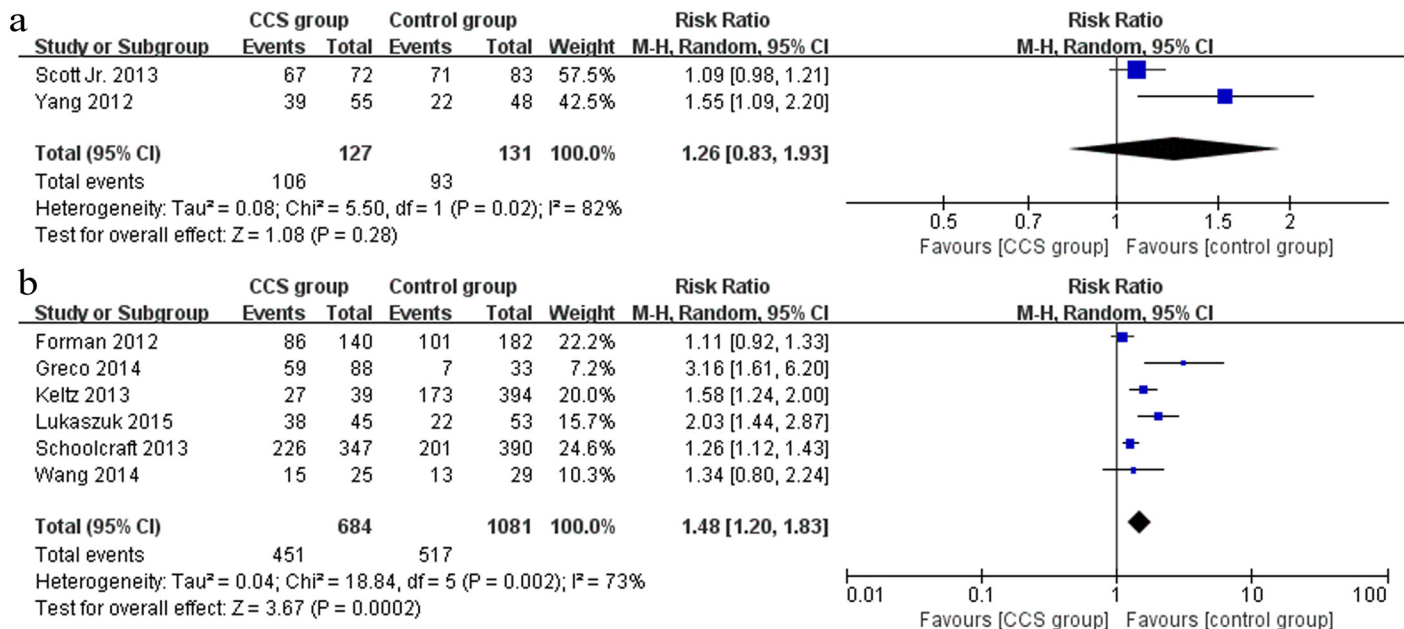 a
CCS group Control group Risk Ratio Risk Ratio
Study or Subgroup Events Total Events Total Weight M-H, Random, 95% CI M-H, Random, 95% CI
Scott Jr. 2013 67 72 71 83 57.5% 1.09 [0.98, 1.21]
Yang 2012 39 55 22 48 42.5% 1.55 [1.09, 2.20]
Total (95% CI) 127 131 100.0% 1.26 [0.83, 1.93]
Total events 106 93
Heterogeneity: Tau² = 0.08; Chi² = 5.50, df = 1 (P = 0.02); I² = 82%
Test for overall effect: Z = 1.08 (P = 0.28)
0.5 0.7 1 1.5 2
Favours [CCS group] Favours [control group]
b
CCS group Control group Risk Ratio Risk Ratio
Study or Subgroup Events Total Events Total Weight M-H, Random, 95% CI M-H, Random, 95% CI
Forman 2012 86 140 101 182 22.2% 1.11 [0.92, 1.33]
Greco 2014 59 88 7 33 7.2% 3.16 [1.61, 6.20]
Keltz 2013 27 39 173 394 20.0% 1.58 [1.24, 2.00]
Lukaszuk 2015 38 45 22 53 15.7% 2.03 [1.44, 2.87]
Schoolcraft 2013 226 347 201 390 24.6% 1.26 [1.12, 1.43]
Wang 2014 15 25 13 29 10.3% 1.34 [0.80, 2.24]
Total (95% CI) 684 1081 100.0% 1.48 [1.20, 1.83]
Total events 451 517
Heterogeneity: Tau² = 0.04; Chi² = 18.84, df = 5 (P = 0.002); I² = 73%
Test for overall effect: Z = 3.67 (P = 0.0002)
0.01 0.1 1 10 100
Favours [CCS group] Favours [control group]